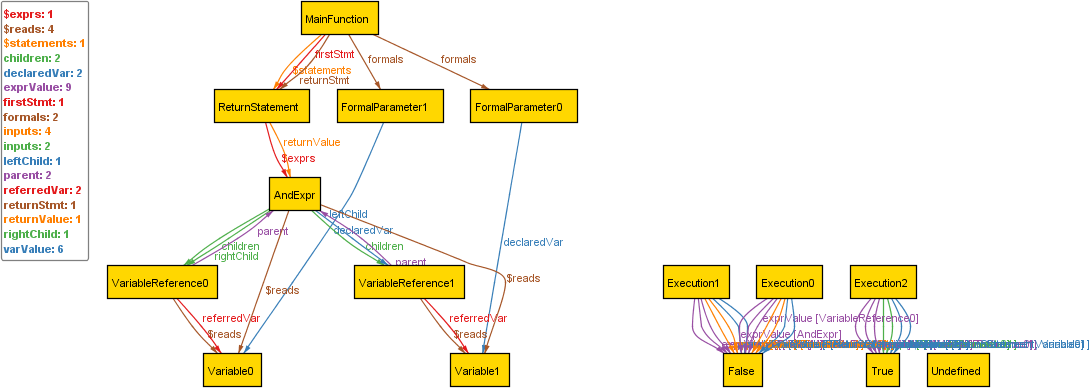 $exprs: 1
$reads: 4
$statements: 1
children: 2
declaredVar: 2
exprValue: 9
firstStmt: 1
formals: 2
inputs: 4
inputs: 2
leftChild: 1
parent: 2
referredVar: 2
returnStmt: 1
returnValue: 1
rightChild: 1
varValue: 6
MainFunction
firstStmt
formals
formals
$statements
returnStmt
ReturnStatement
FormalParameter1
FormalParameter0
returnValue
$exprs
AndExpr
leftChild
parent
declaredVar
children
children
declaredVar
rightChild
parent
VariableReference0
VariableReference1
$reads
$reads
Execution1
Execution0
Execution2
referredVar
referredVar
exprValue [VariableReference0]
$reads
$reads
exprValue [AndExpr]
Variable0
Variable1
False
True
Undefined